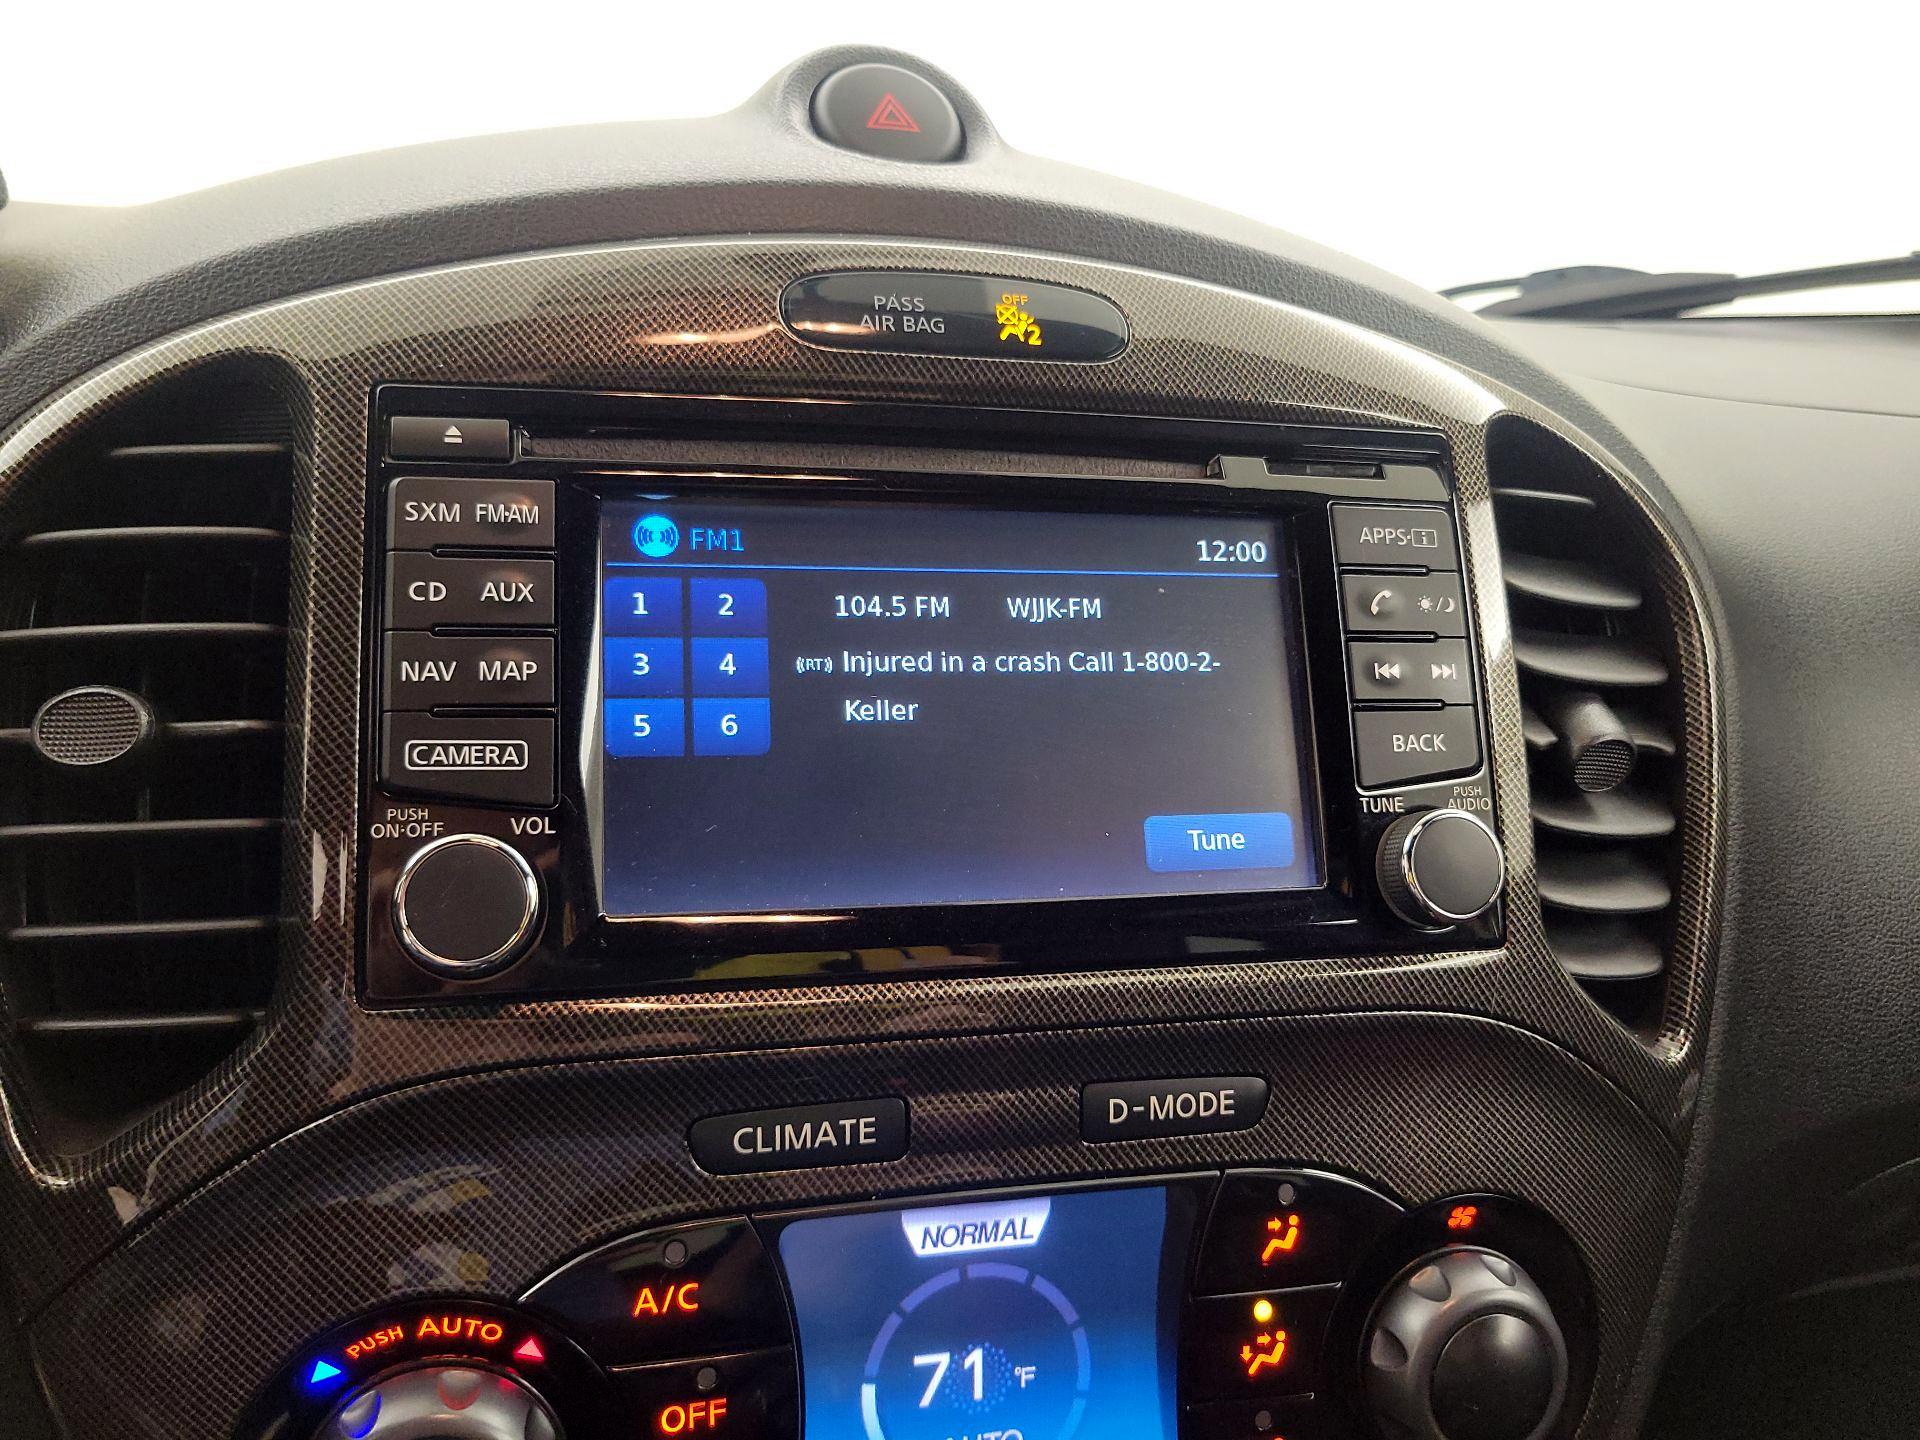 OFF
PASS
AIR BAG
2
SXM FM·AM
CD AUX
NAV MAP
CAMERA
PUSH
ON·OFF
VOL
FM1
12:00
1 2
3 4
5 6
104.5 FM WJJK-FM
((RT)) Injured in a crash Call 1-800-2-
Keller
Tune
APPS·i
BACK
TUNE
PUSH
AUDIO
CLIMATE
D-MODE
NORMAL
A/C
PUSH AUTO
OFF
71 °F
AUTO